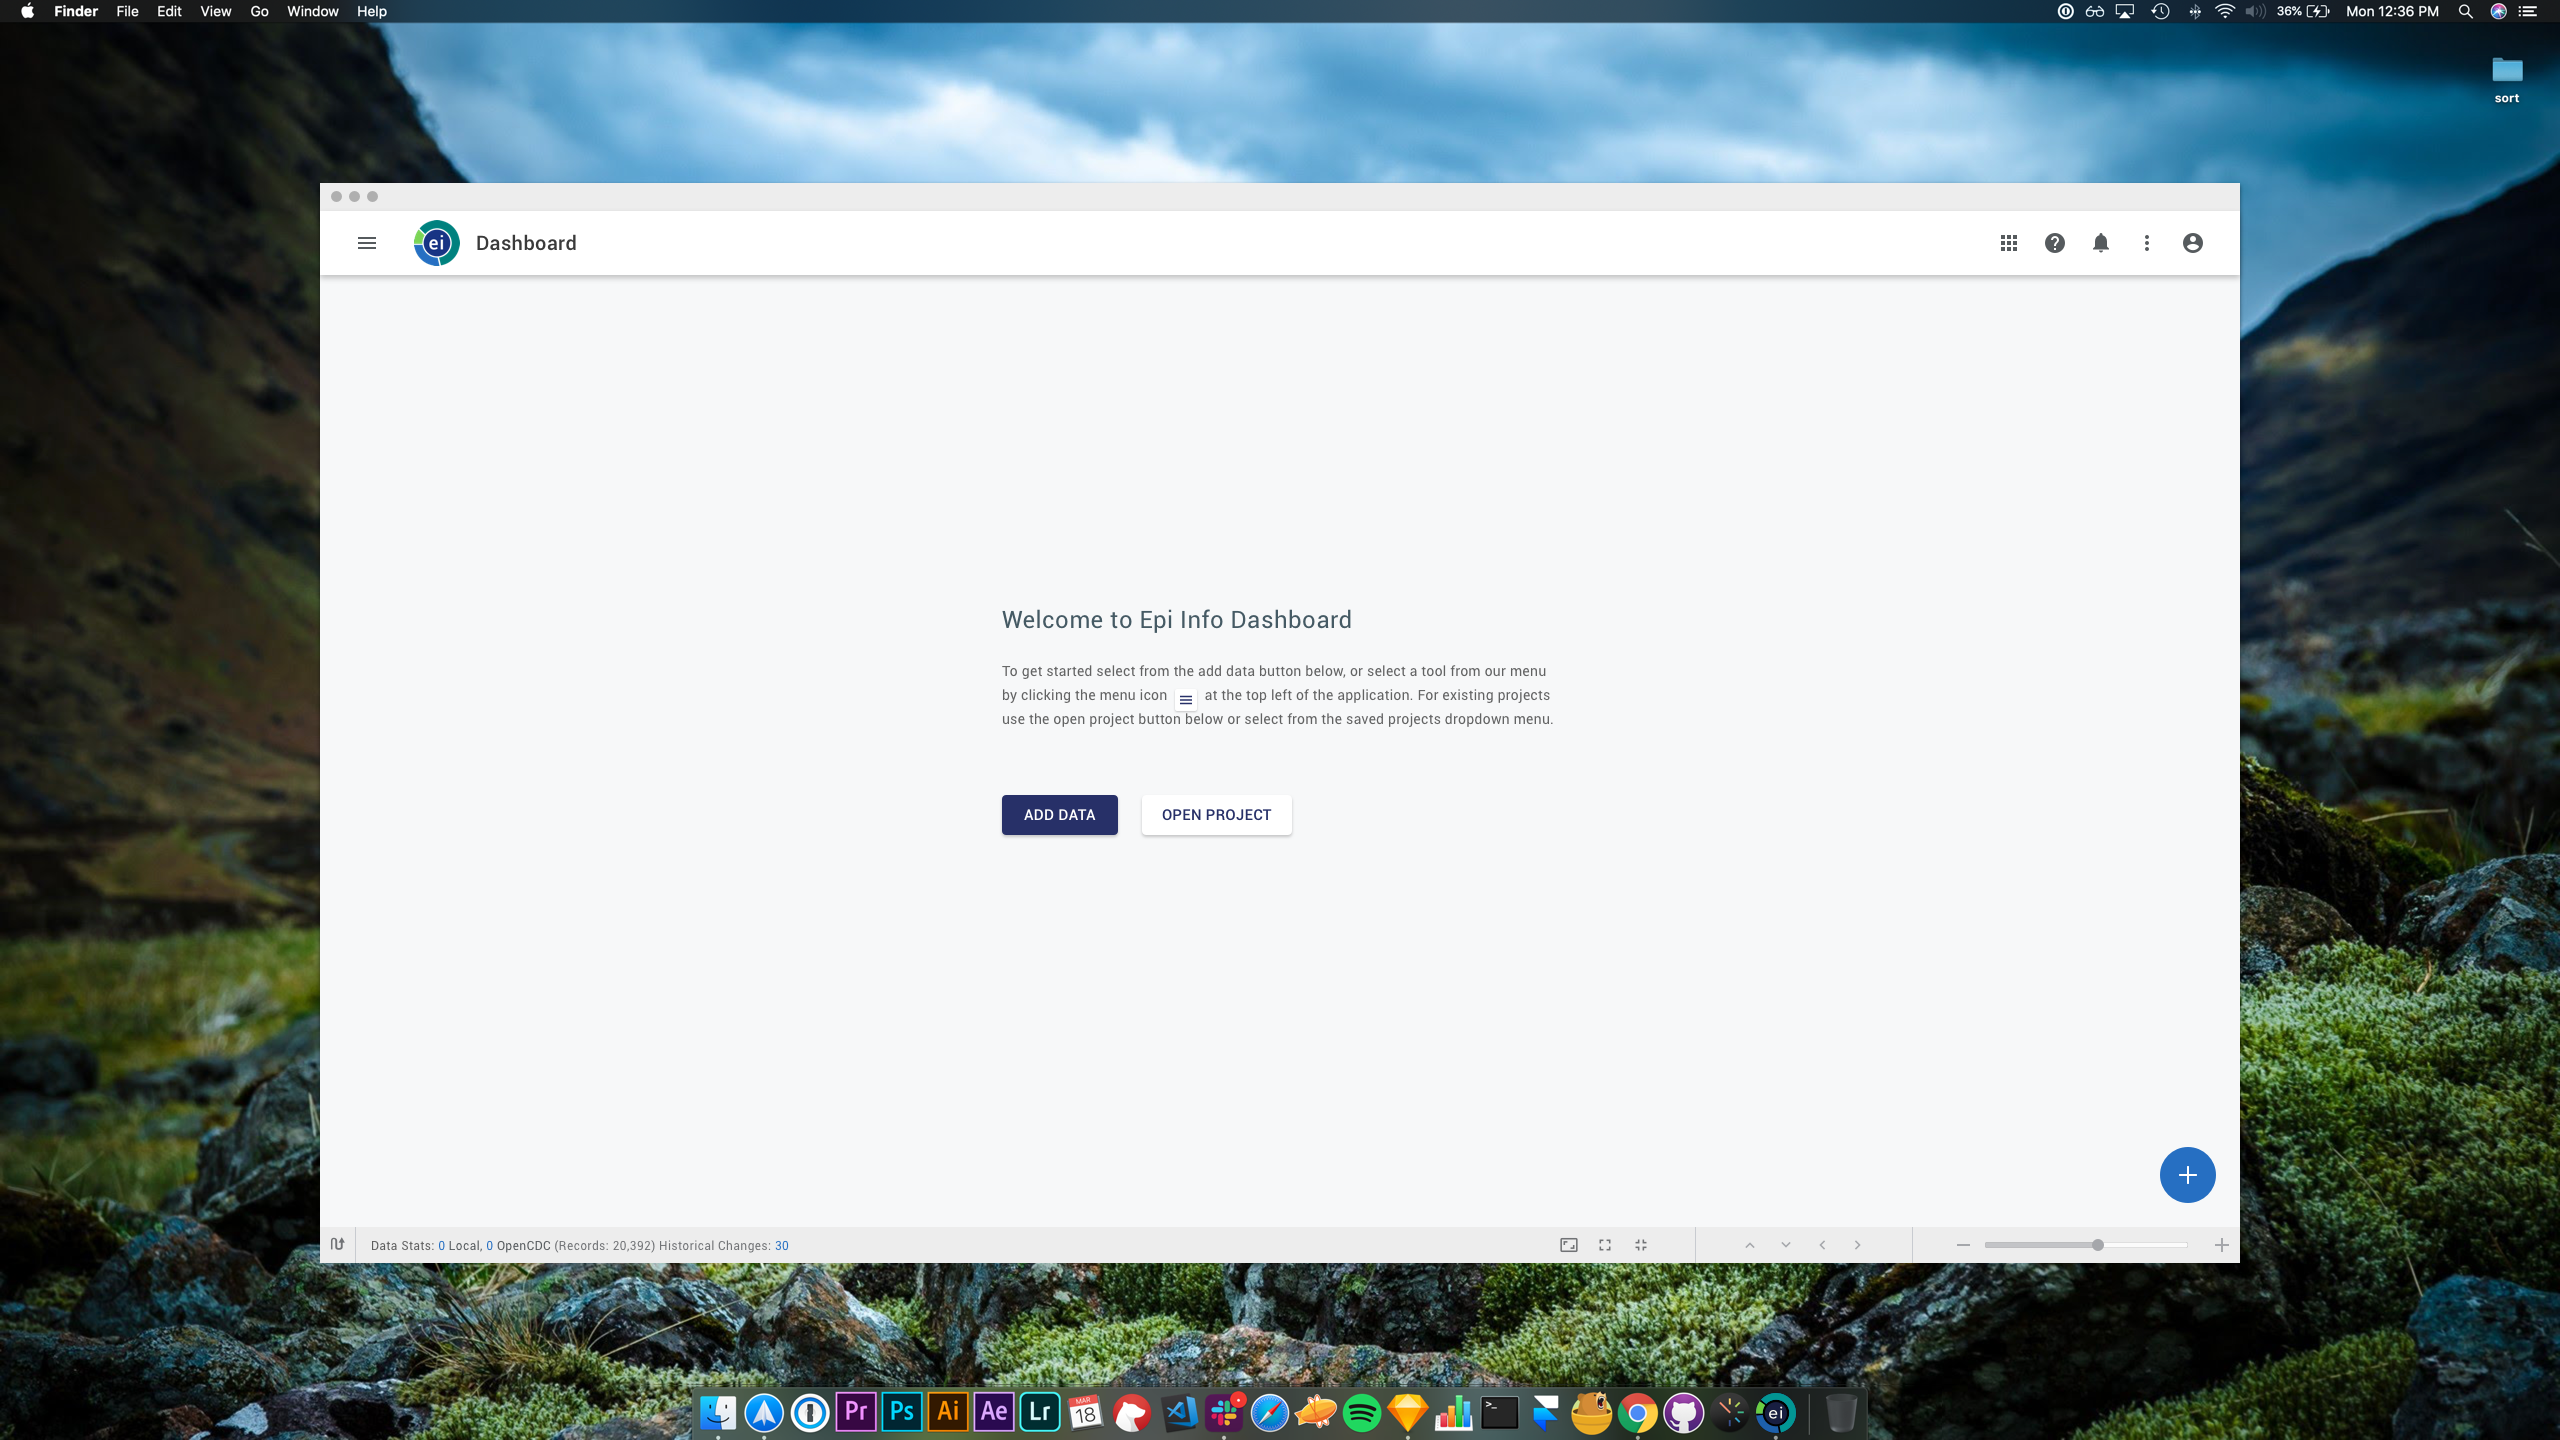 Finder File Edit View Go Window Help
36% Mon 12:36 PM
sort
ei Dashboard
Welcome to Epi Info Dashboard
To get started select from the add data button below, or select a tool from our menu
by clicking the menu icon at the top left of the application. For existing projects
use the open project button below or select from the saved projects dropdown menu.
ADD DATA OPEN PROJECT
Data Stats: 0 Local, 0 OpenCDC (Records: 20,392) Historical Changes: 30
Pr Ps Ai Ae Lr MAR 18 >_ ei